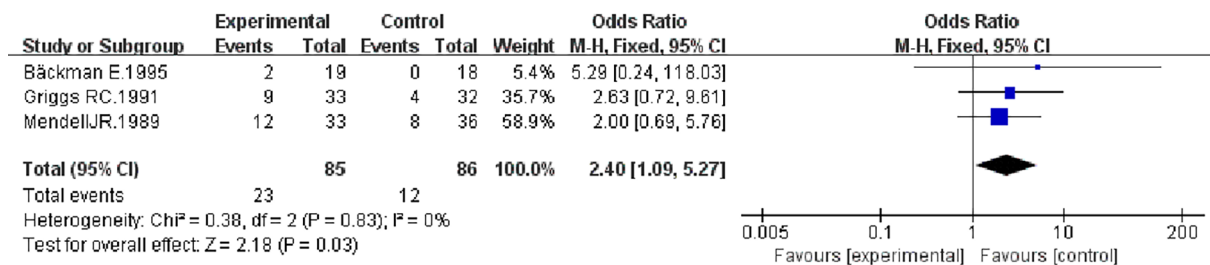 Experimental Control Odds Ratio Odds Ratio
Study or Subgroup Events Total Events Total Weight M-H, Fixed, 95% CI M-H, Fixed, 95% CI
Bäckman E.1995 2 19 0 18 5.4% 5.29 [0.24, 118.03]
Griggs RC.1991 9 33 4 32 35.7% 2.63 [0.72, 9.61]
MendellJR.1989 12 33 8 36 58.9% 2.00 [0.69, 5.76]
Total (95% CI) 85 86 100.0% 2.40 [1.09, 5.27]
Total events 23 12
Heterogeneity: Chi² = 0.38, df = 2 (P = 0.83); I² = 0%
Test for overall effect: Z = 2.18 (P = 0.03)
0.005 0.1 1 10 200
Favours [experimental] Favours [control]